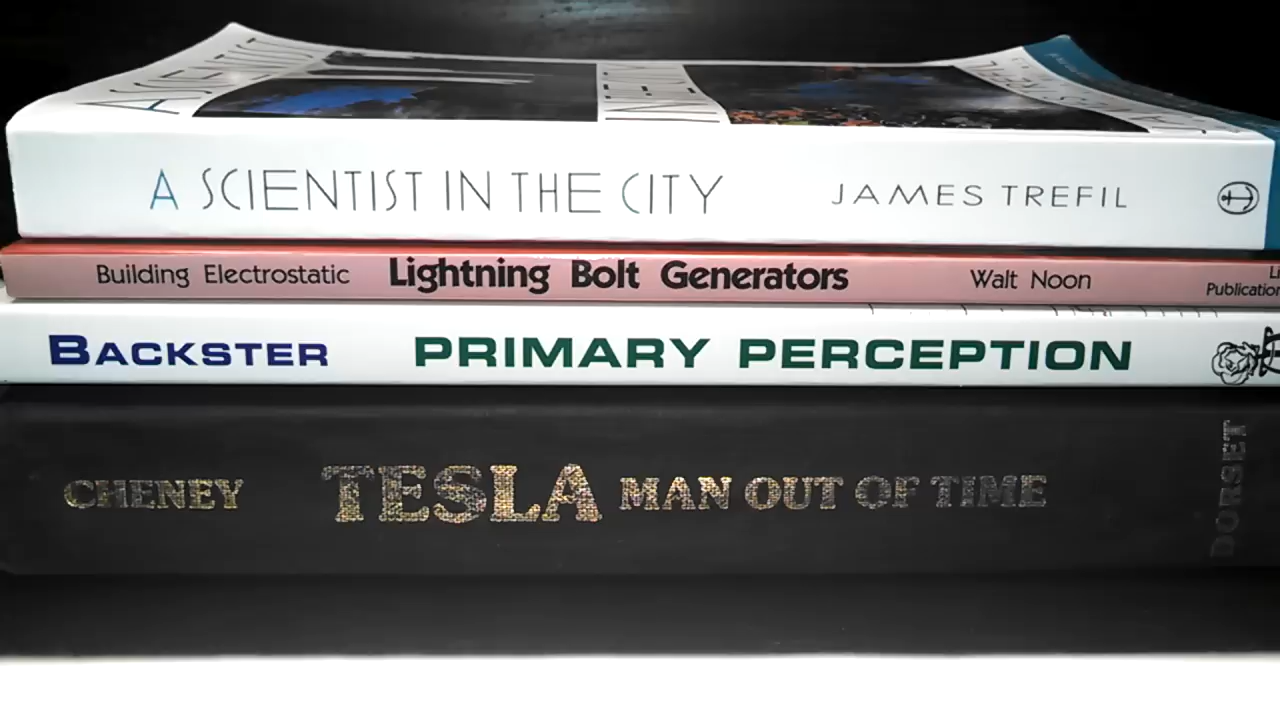 A SCIENTIST IN THE CITY JAMES TREFIL
Building Electrostatic Lightning Bolt Generators Walt Noon
BACKSTER PRIMARY PERCEPTION
CHENEY TESLA MAN OUT OF TIME DORSET